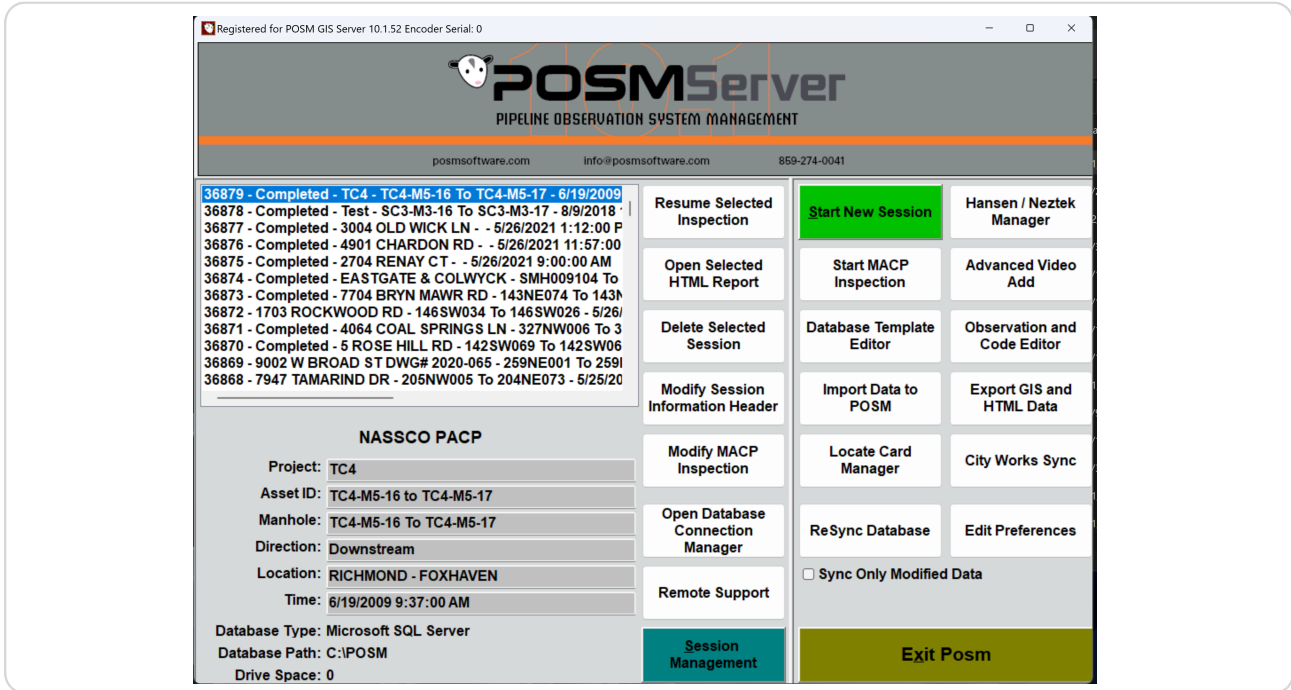 Registered for POSM GIS Server 10.1.52 Encoder Serial: 0
10.1
POSMServer
PIPELINE OBSERVATION SYSTEM MANAGEMENT
posmsoftware.com info@posmsoftware.com 859-274-0041
36879 - Completed - TC4 - TC4-M5-16 To TC4-M5-17 - 6/19/2009
36878 - Completed - Test - SC3-M3-16 To SC3-M3-17 - 8/9/2018
36877 - Completed - 3004 OLD WICK LN - - 5/26/2021 1:12:00 P
36876 - Completed - 4901 CHARDON RD - - 5/26/2021 11:57:00
36875 - Completed - 2704 RENAY CT - - 5/26/2021 9:00:00 AM
36874 - Completed - EASTGATE & COLWYCK - SMH009104 To
36873 - Completed - 7704 BRYN MAWR RD - 143NE074 To 143N
36872 - 1703 ROCKWOOD RD - 146SW034 To 146SW026 - 5/26/
36871 - Completed - 4064 COAL SPRINGS LN - 327NW006 To 3
36870 - Completed - 5 ROSE HILL RD - 142SW069 To 142SW06
36869 - 9002 W BROAD ST DWG# 2020-065 - 259NE001 To 259
36868 - 7947 TAMARIND DR - 205NW005 To 204NE073 - 5/25/20
NASSCO PACP
Project: TC4
Asset ID: TC4-M5-16 to TC4-M5-17
Manhole: TC4-M5-16 To TC4-M5-17
Direction: Downstream
Location: RICHMOND - FOXHAVEN
Time: 6/19/2009 9:37:00 AM
Database Type: Microsoft SQL Server
Database Path: C:\POSM
Drive Space: 0
Resume Selected
Inspection
Open Selected
HTML Report
Delete Selected
Session
Modify Session
Information Header
Modify MACP
Inspection
Open Database
Connection
Manager
Remote Support
Session
Management
Start New Session
Hansen / Neztek
Manager
Start MACP
Inspection
Advanced Video
Add
Database Template
Editor
Observation and
Code Editor
Import Data to
POSM
Export GIS and
HTML Data
Locate Card
Manager
City Works Sync
ReSync Database
Edit Preferences
Sync Only Modified Data
Exit Posm